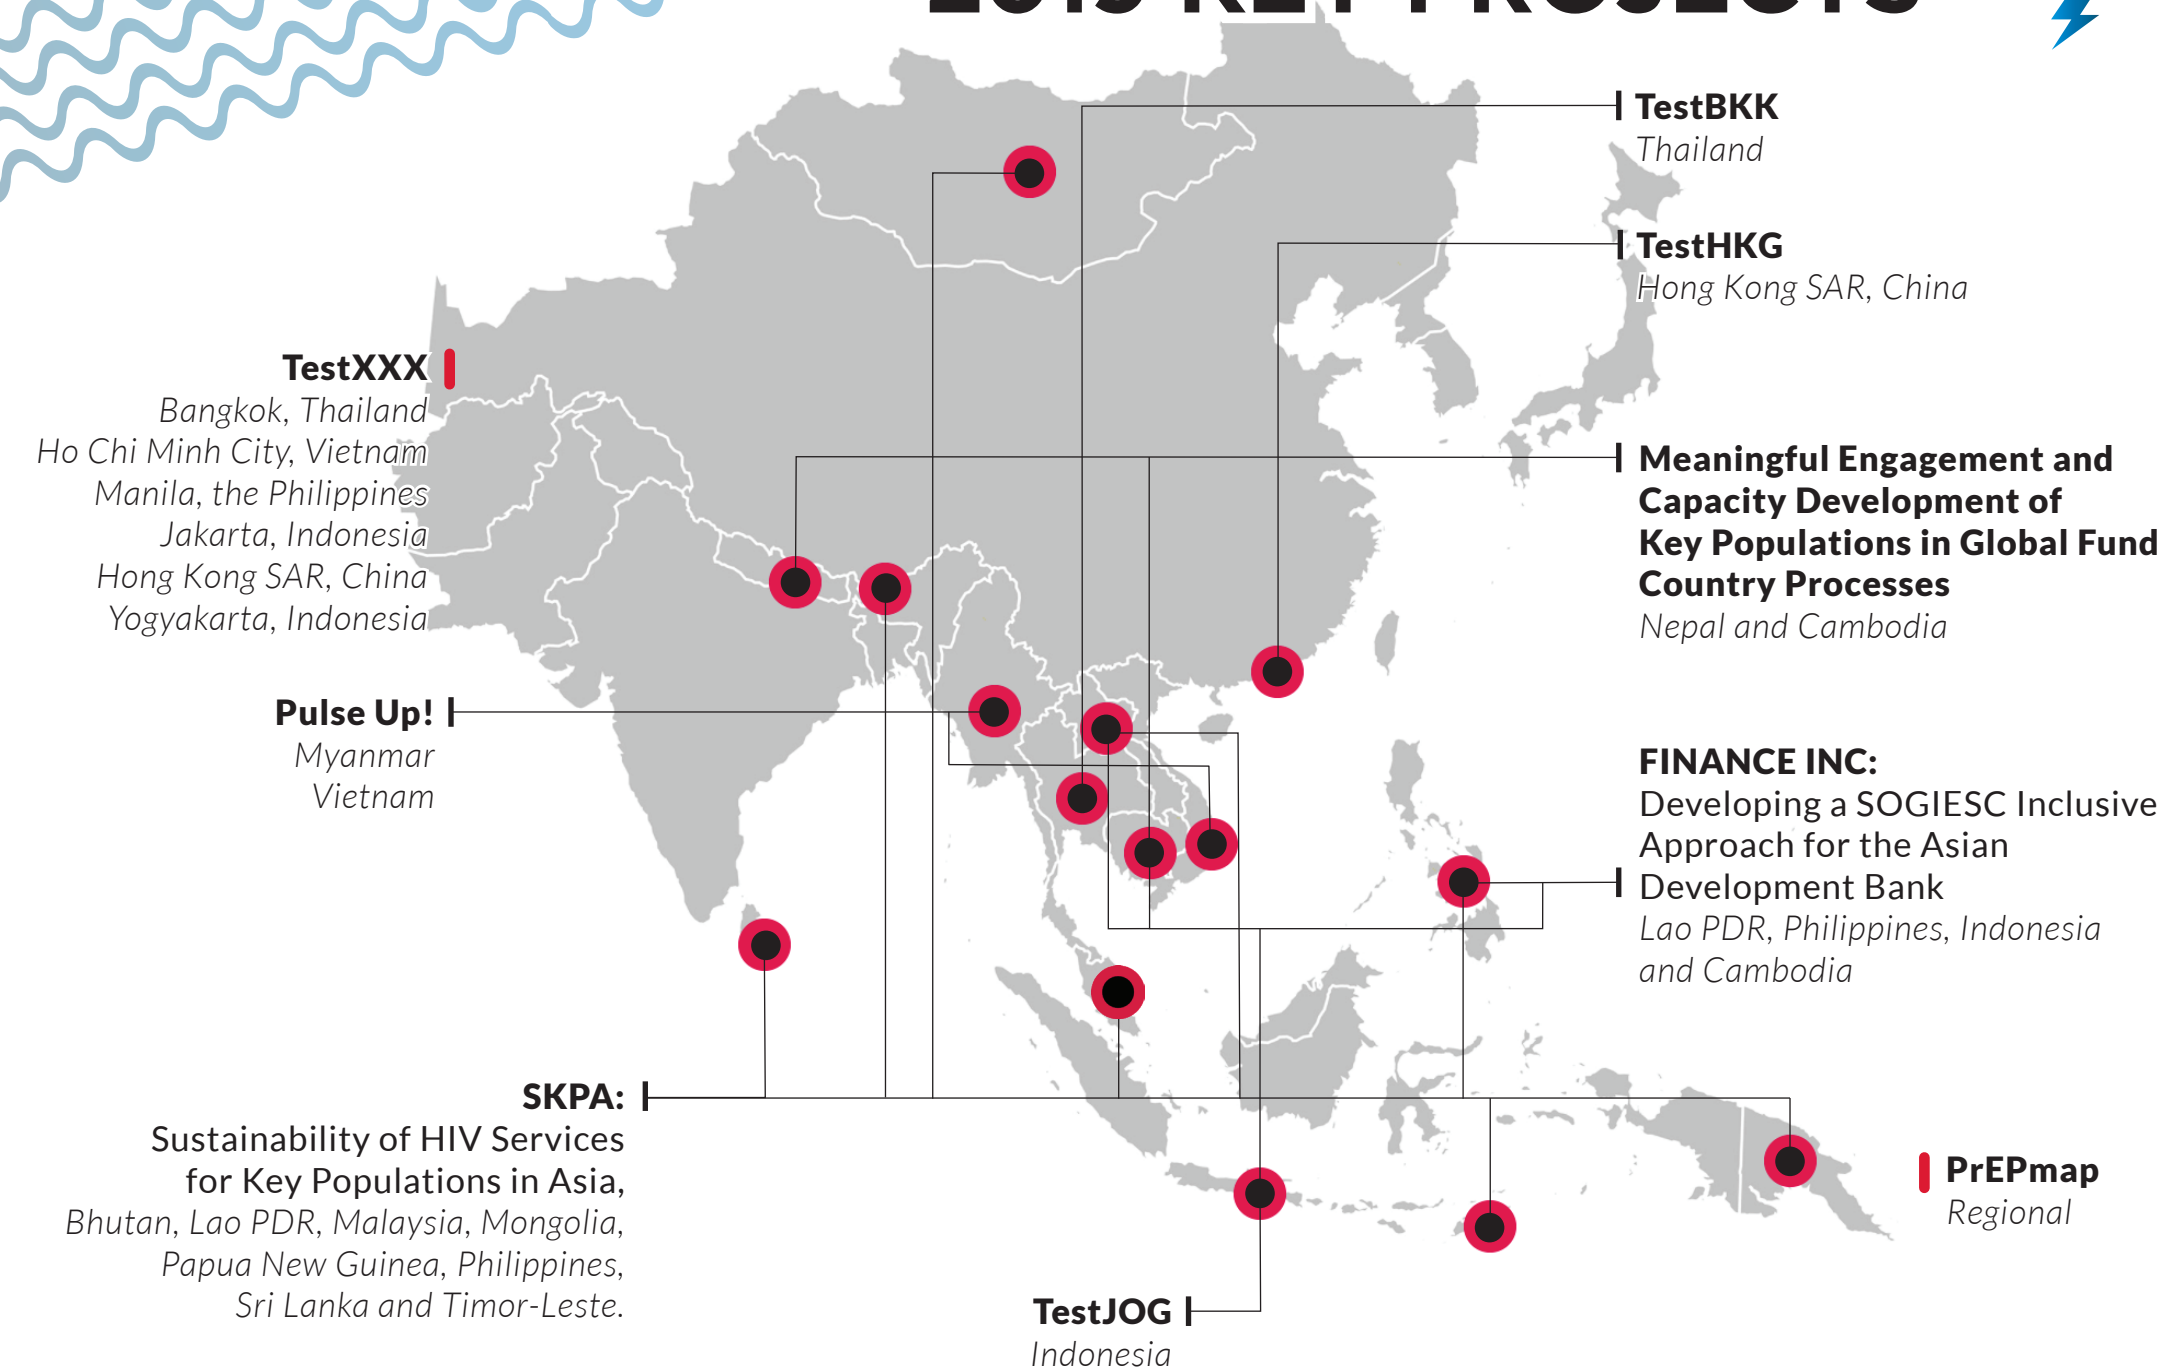 2019 KEY PROJECTS
TestBKK
Thailand
TestHKG
Hong Kong SAR, China
TestXXX
Bangkok, Thailand
Ho Chi Minh City, Vietnam
Manila, the Philippines
Jakarta, Indonesia
Hong Kong SAR, China
Yogyakarta, Indonesia
Meaningful Engagement and
Capacity Development of
Key Populations in Global Fund
Country Processes
Nepal and Cambodia
Pulse Up!
Myanmar
Vietnam
FINANCE INC:
Developing a SOGIESC Inclusive
Approach for the Asian
Development Bank
Lao PDR, Philippines, Indonesia
and Cambodia
SKPA:
Sustainability of HIV Services
for Key Populations in Asia,
Bhutan, Lao PDR, Malaysia, Mongolia,
Papua New Guinea, Philippines,
Sri Lanka and Timor-Leste.
PrEPmap
Regional
TestJOG
Indonesia